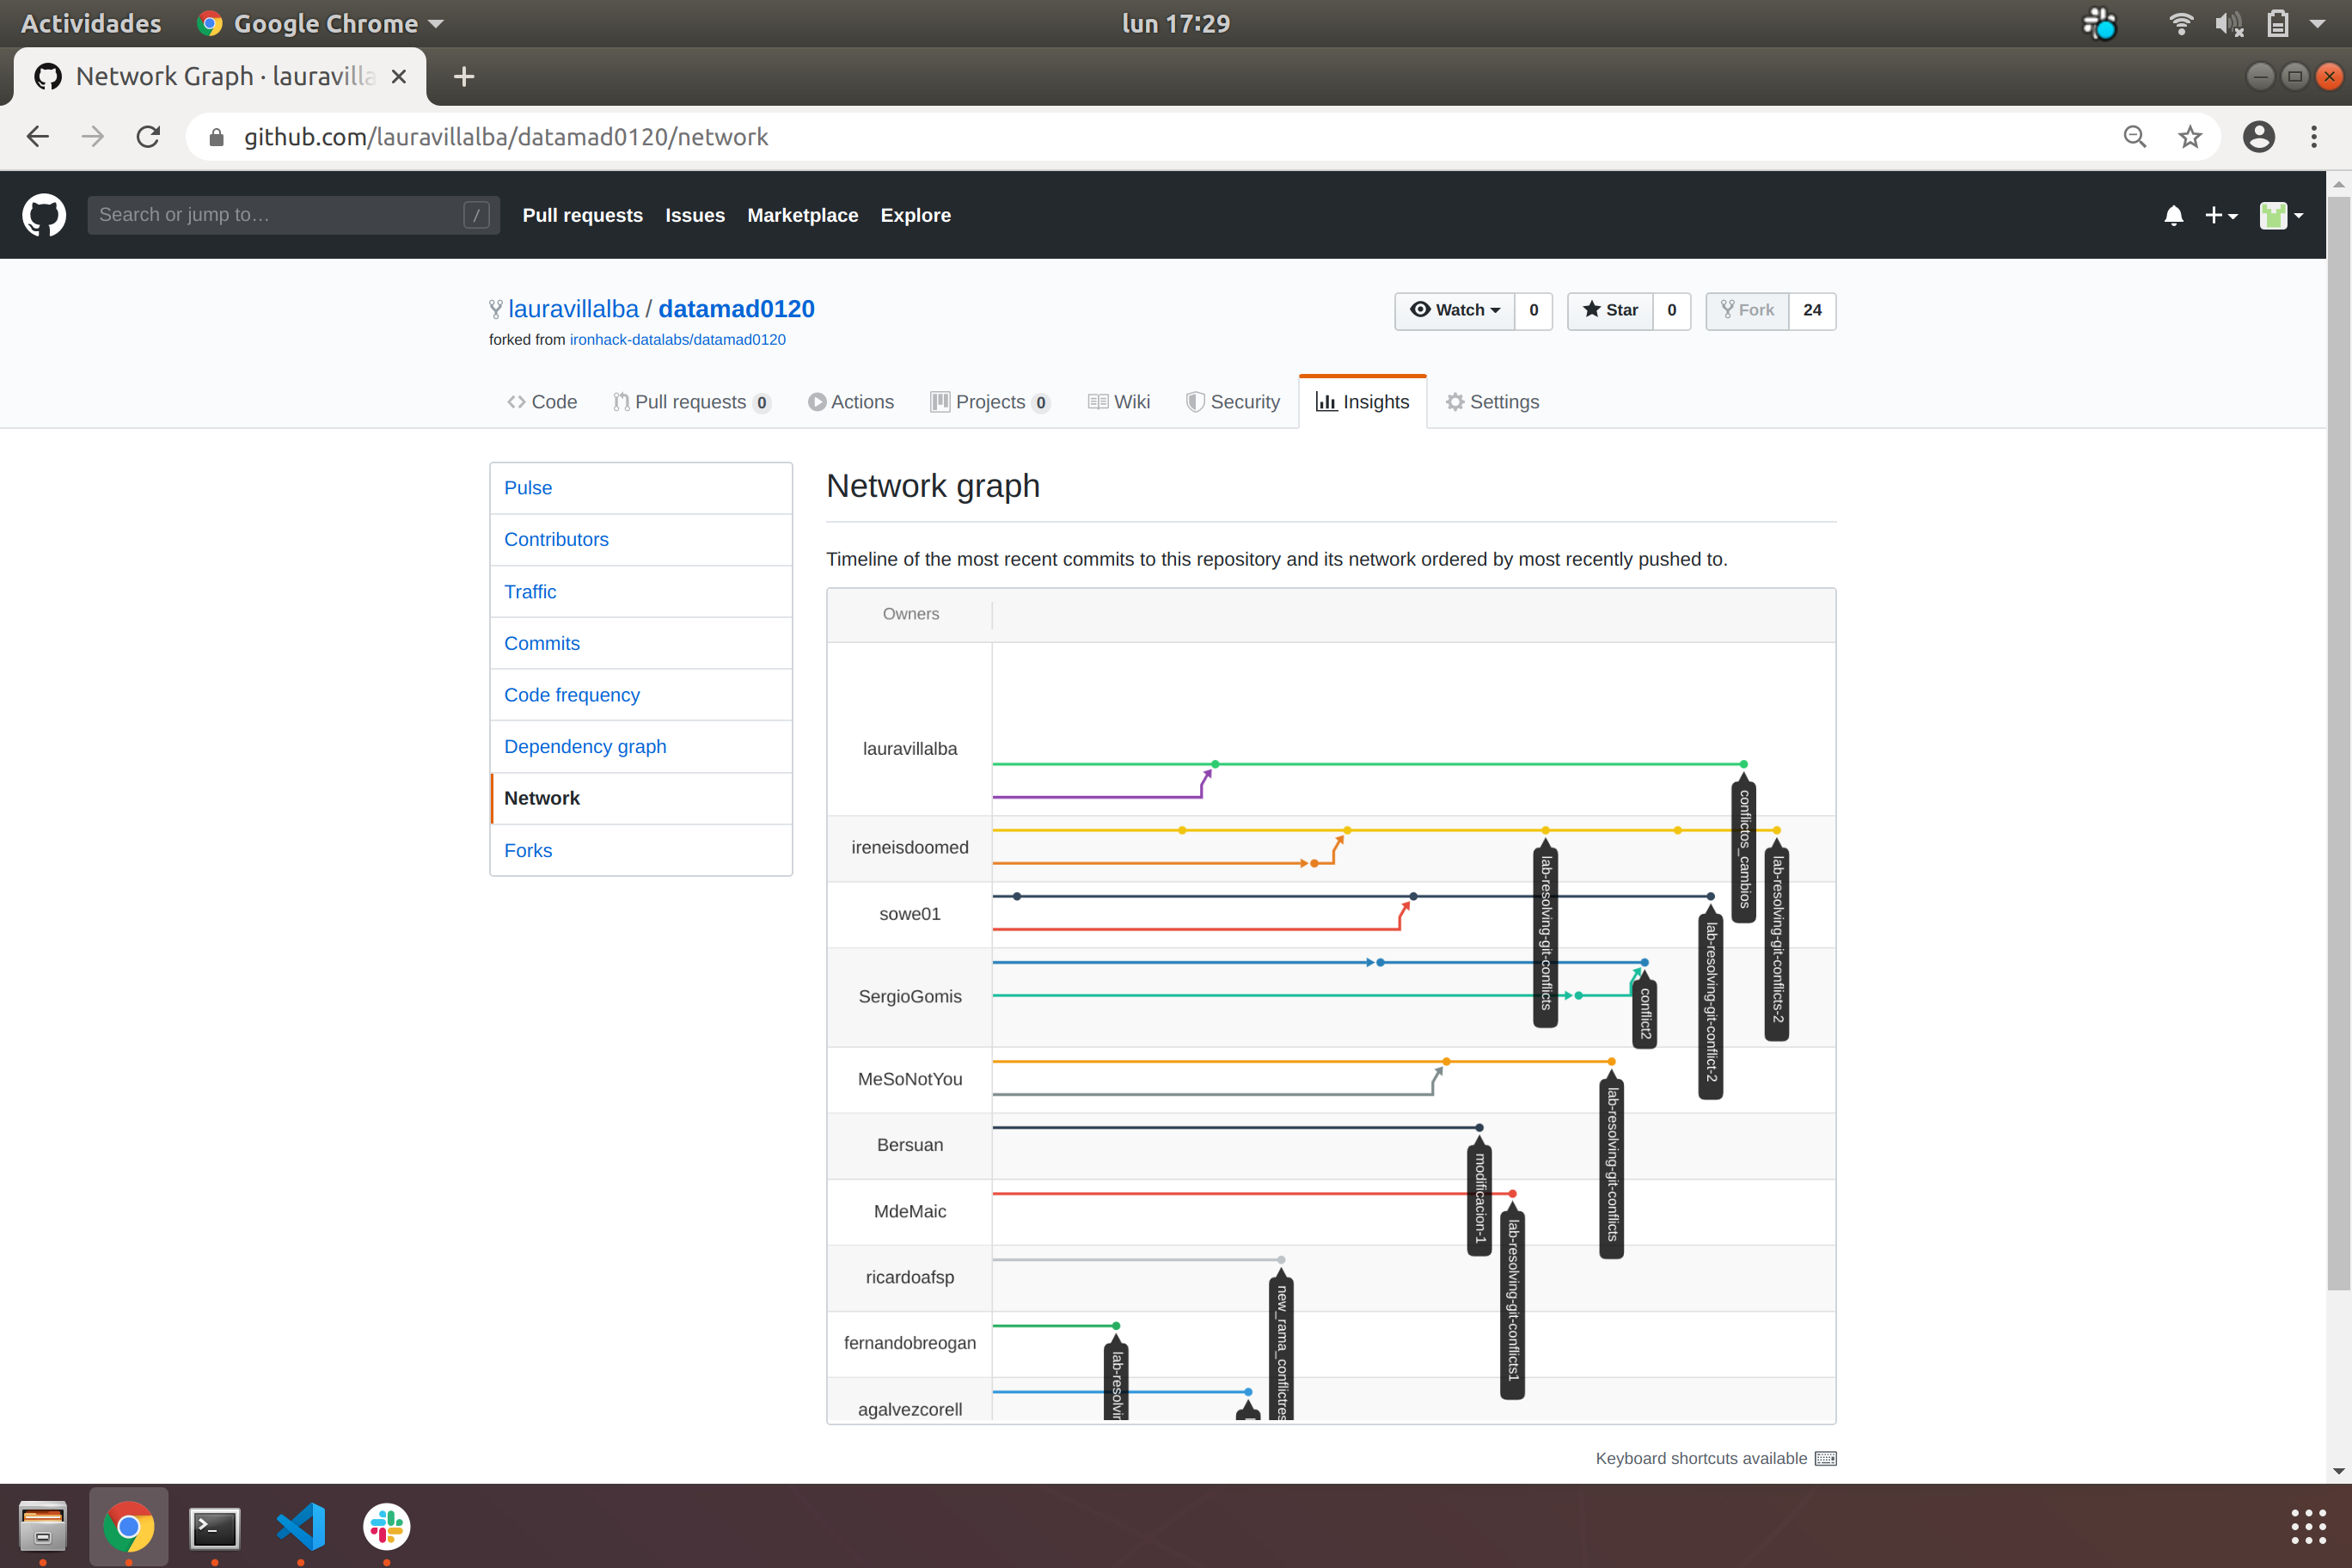 Actividades
Google Chrome
lun 17:29
Network Graph · lauravilla
github.com/lauravillalba/datamad0120/network
Search or jump to…
/
Pull requests
Issues
Marketplace
Explore
lauravillalba / datamad0120
forked from ironhack-datalabs/datamad0120
Watch 0
Star 0
Fork 24
Code
Pull requests 0
Actions
Projects 0
Wiki
Security
Insights
Settings
Pulse
Contributors
Traffic
Commits
Code frequency
Dependency graph
Network
Forks
Network graph
Timeline of the most recent commits to this repository and its network ordered by most recently pushed to.
Owners
lauravillalba
ireneisdoomed
sowe01
SergioGomis
MeSoNotYou
Bersuan
MdeMaic
ricardoafsp
fernandobreogan
agalvezcorell
conflictos_cambios
lab-resolving-git-conflicts
lab-resolving-git-conflicts-2
lab-resolving-git-conflict-2
conflict2
lab-resolving-git-conflicts
modificacion-1
lab-resolving-git-conflicts1
new_rama_conflictres
lab-resolvin
Keyboard shortcuts available